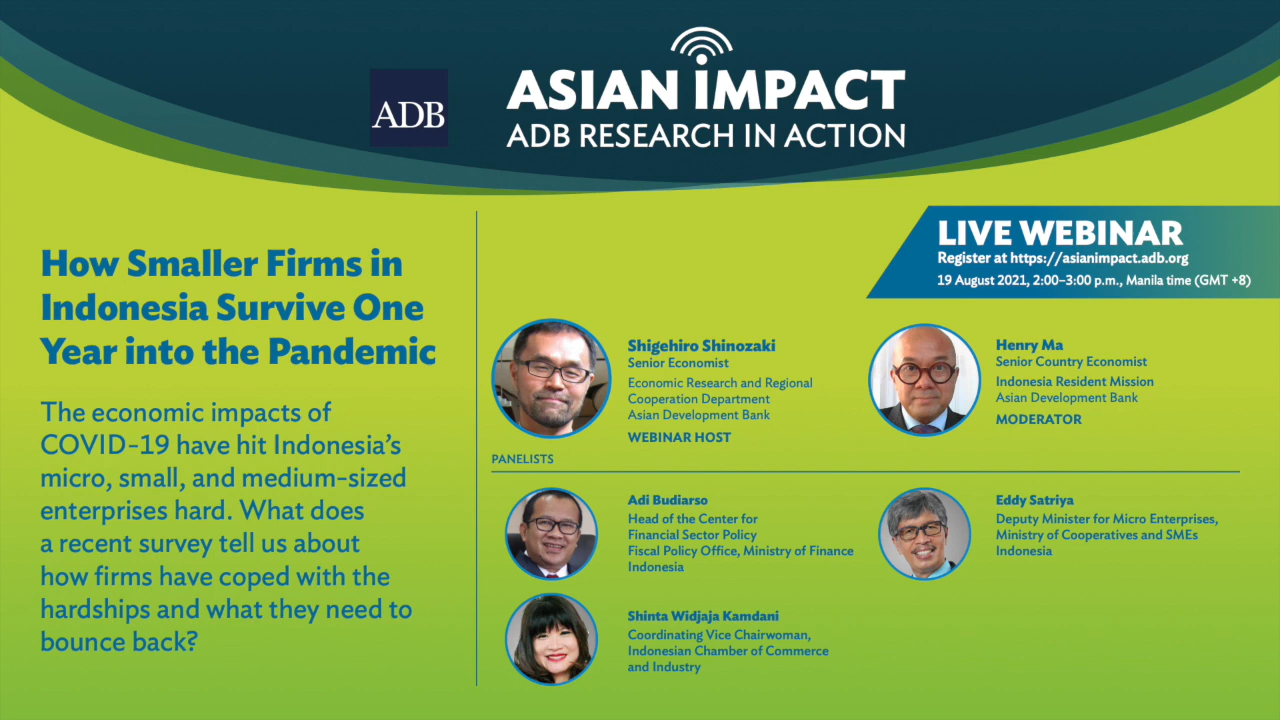 ADB
ASIAN IMPACT
ADB RESEARCH IN ACTION
How Smaller Firms in
Indonesia Survive One
Year into the Pandemic
The economic impacts of
COVID-19 have hit Indonesia's
micro, small, and medium-sized
enterprises hard. What does
a recent survey tell us about
how firms have coped with the
hardships and what they need to
bounce back?
LIVE WEBINAR
Register at https://asianimpact.adb.org
19 August 2021, 2:00–3:00 p.m., Manila time (GMT +8)
Shigehiro Shinozaki
Senior Economist
Economic Research and Regional
Cooperation Department
Asian Development Bank
WEBINAR HOST
Henry Ma
Senior Country Economist
Indonesia Resident Mission
Asian Development Bank
MODERATOR
PANELISTS
Adi Budiarso
Head of the Center for
Financial Sector Policy
Fiscal Policy Office, Ministry of Finance
Indonesia
Eddy Satriya
Deputy Minister for Micro Enterprises,
Ministry of Cooperatives and SMEs
Indonesia
Shinta Widjaja Kamdani
Coordinating Vice Chairwoman,
Indonesian Chamber of Commerce
and Industry